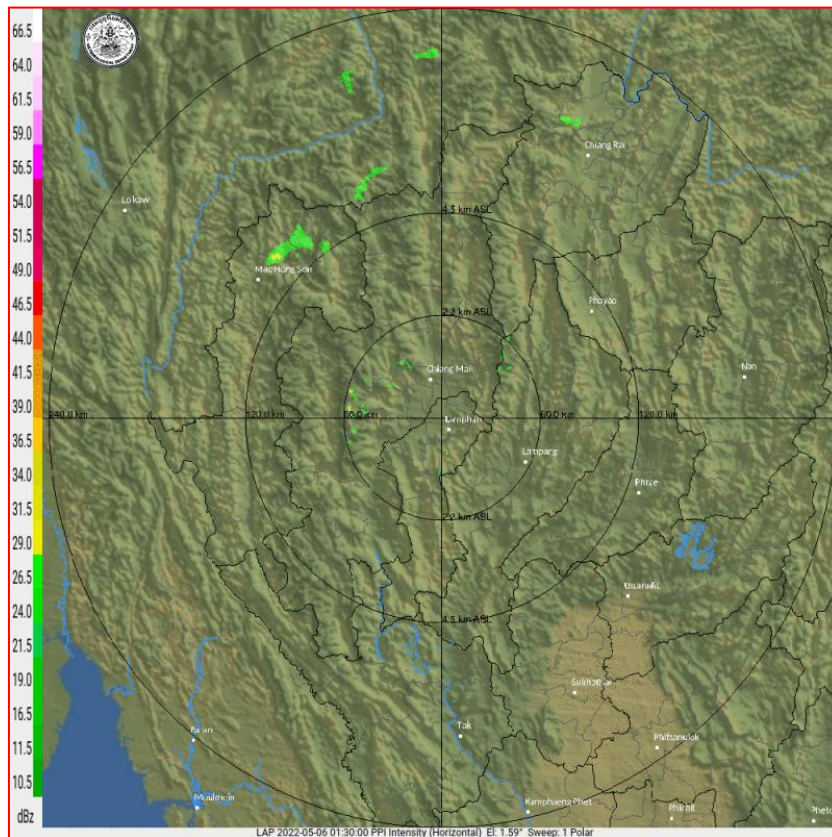 66.5
64.0
61.5
59.0
56.5
54.0
51.5
49.0
46.5
44.0
41.5
39.0
36.5
34.0
31.5
29.0
26.5
24.0
21.5
19.0
16.5
14.0
11.5
10.5
dBz
Chiang Rai
Loikaw
4.5 km ASL
Mae Hong Son
Phayao
2.2 km ASL
Chiang Mai
Nan
240.0 km
120.0 km
60.0 km
60.0 km
120.0 km
Lamphun
Lampang
Phrae
2.2 km ASL
Uttaradit
4.5 km ASL
Sukhothai
Pa-an
Tak
Phitsanulok
Moulmein
Kamphaeng Phet
Phichit
LAP 2022-05-06 01:30:00 PPI Intensity (Horizontal) El: 1.59° Sweep: 1 Polar